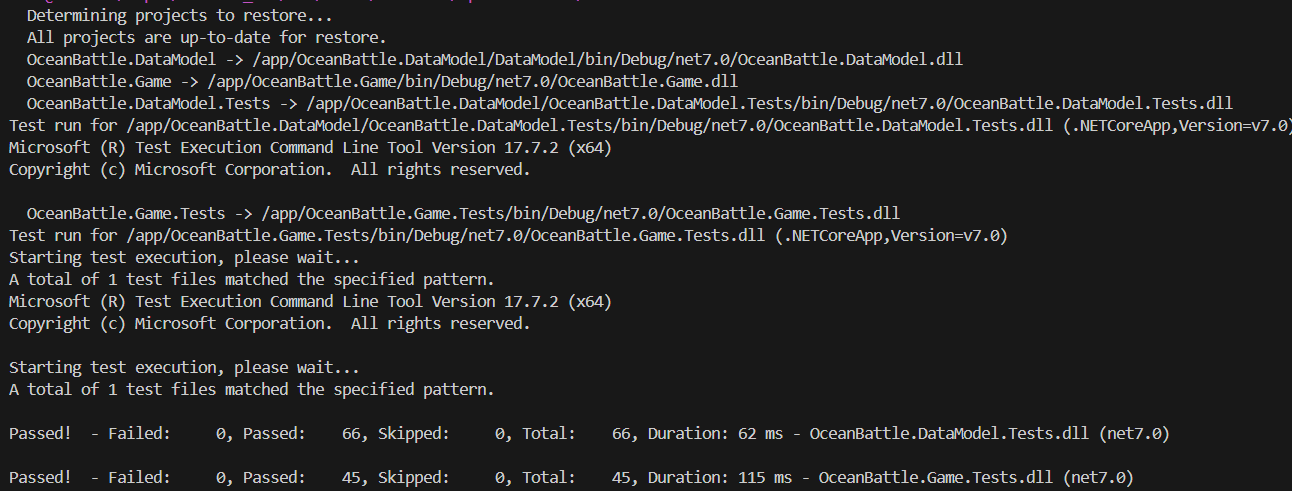 Determining projects to restore...
All projects are up-to-date for restore.
OceanBattle.DataModel -> /app/OceanBattle.DataModel/DataModel/bin/Debug/net7.0/OceanBattle.DataModel.dll
OceanBattle.Game -> /app/OceanBattle.Game/bin/Debug/net7.0/OceanBattle.Game.dll
OceanBattle.DataModel.Tests -> /app/OceanBattle.DataModel/OceanBattle.DataModel.Tests/bin/Debug/net7.0/OceanBattle.DataModel.Tests.dll
Test run for /app/OceanBattle.DataModel/OceanBattle.DataModel.Tests/bin/Debug/net7.0/OceanBattle.DataModel.Tests.dll (.NETCoreApp,Version=v7.0)
Microsoft (R) Test Execution Command Line Tool Version 17.7.2 (x64)
Copyright (c) Microsoft Corporation.  All rights reserved.
OceanBattle.Game.Tests -> /app/OceanBattle.Game.Tests/bin/Debug/net7.0/OceanBattle.Game.Tests.dll
Test run for /app/OceanBattle.Game.Tests/bin/Debug/net7.0/OceanBattle.Game.Tests.dll (.NETCoreApp,Version=v7.0)
Starting test execution, please wait...
A total of 1 test files matched the specified pattern.
Microsoft (R) Test Execution Command Line Tool Version 17.7.2 (x64)
Copyright (c) Microsoft Corporation.  All rights reserved.
Starting test execution, please wait...
A total of 1 test files matched the specified pattern.
Passed!  - Failed:     0, Passed:    66, Skipped:     0, Total:    66, Duration: 62 ms - OceanBattle.DataModel.Tests.dll (net7.0)
Passed!  - Failed:     0, Passed:    45, Skipped:     0, Total:    45, Duration: 115 ms - OceanBattle.Game.Tests.dll (net7.0)